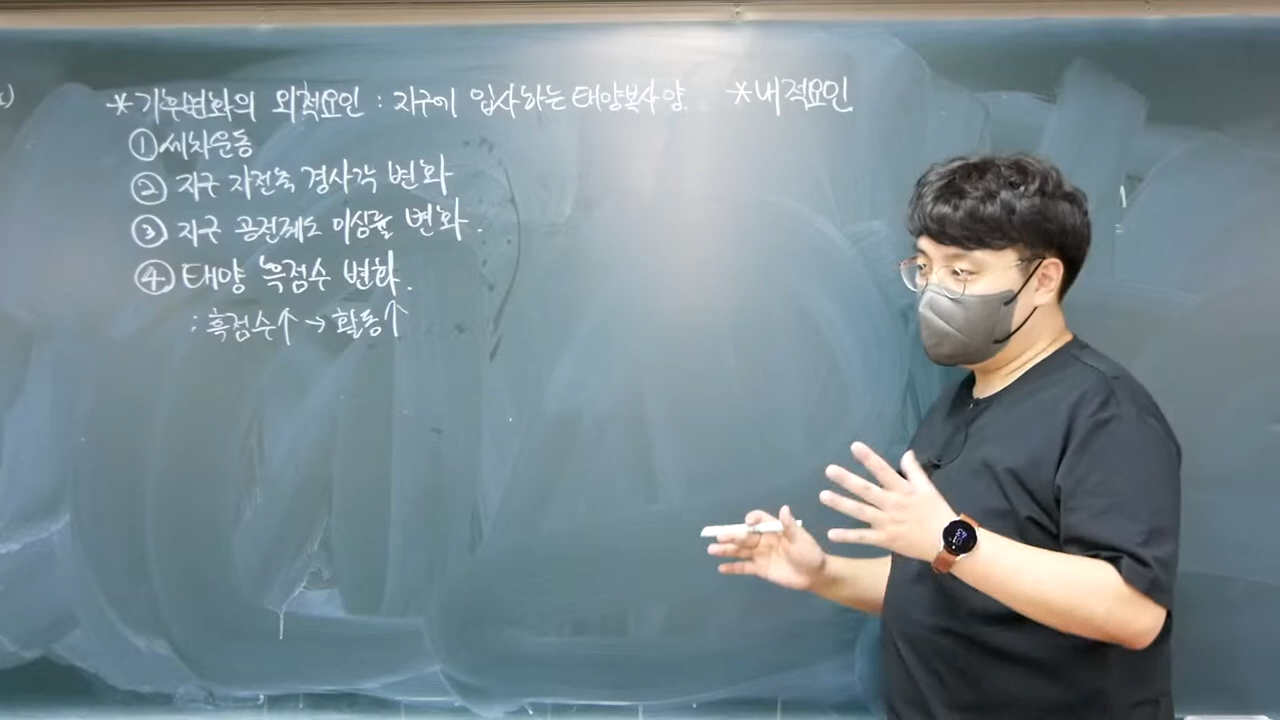 *기후변화의 외적요인 : 지구에 입사하는 태양복사량. *내적요인
①세차운동
② 지구 자전축 경사각 변화
③ 지구 공전궤도 이심률 변화.
④ 태양 흑점수 변화.
: 흑점수↑ → 활동↑